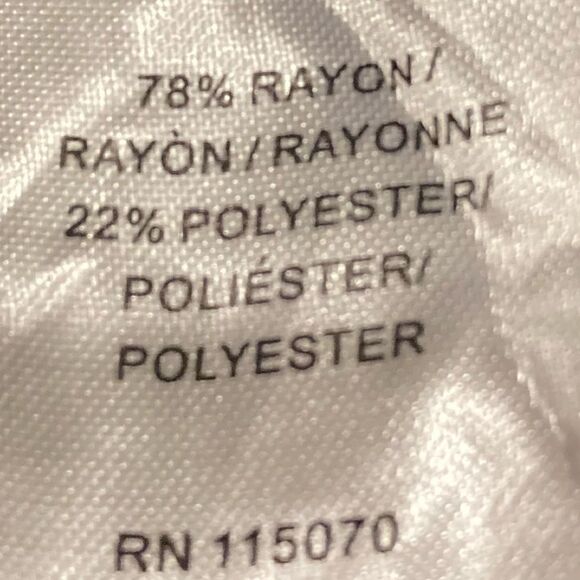 78% RAYON/
RAYÒN/RAYONNE
22% POLYESTER/
POLIÉSTER/
POLYESTER
RN 115070